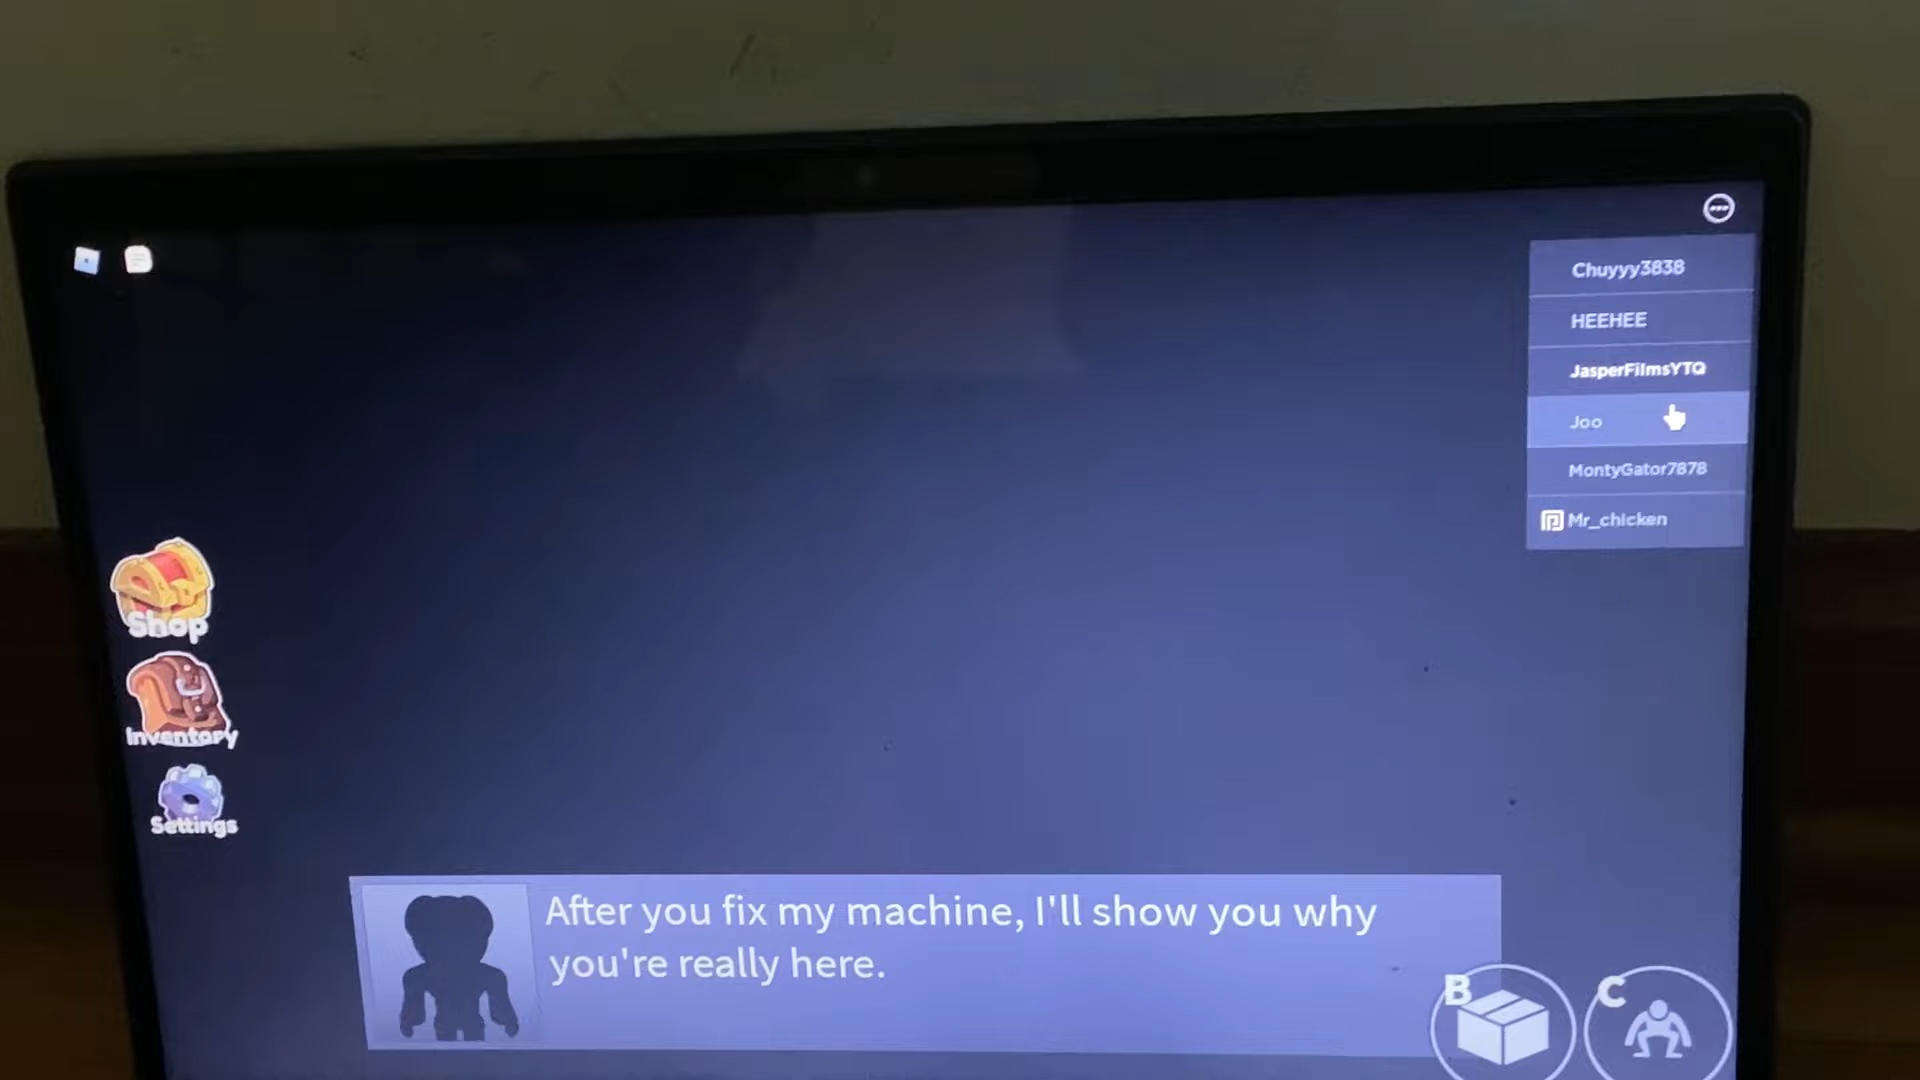 Chuyyy3838
HEEHEE
JasperFilmsYTQ
Joo
MontyGator7878
Mr_chicken
Shop
Inventory
Settings
After you fix my machine, I'll show you why
you're really here.
B
C